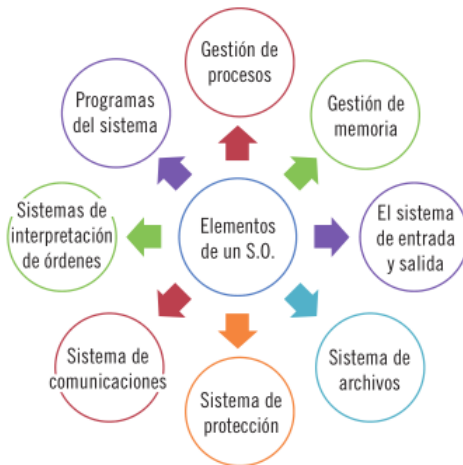 Gestión de
procesos
Gestión de
memoria
El sistema
de entrada
y salida
Sistema de
archivos
Sistema de
protección
Sistema de
comunicaciones
Sistemas de
interpretación
de órdenes
Programas
del sistema
Elementos
de un S.O.